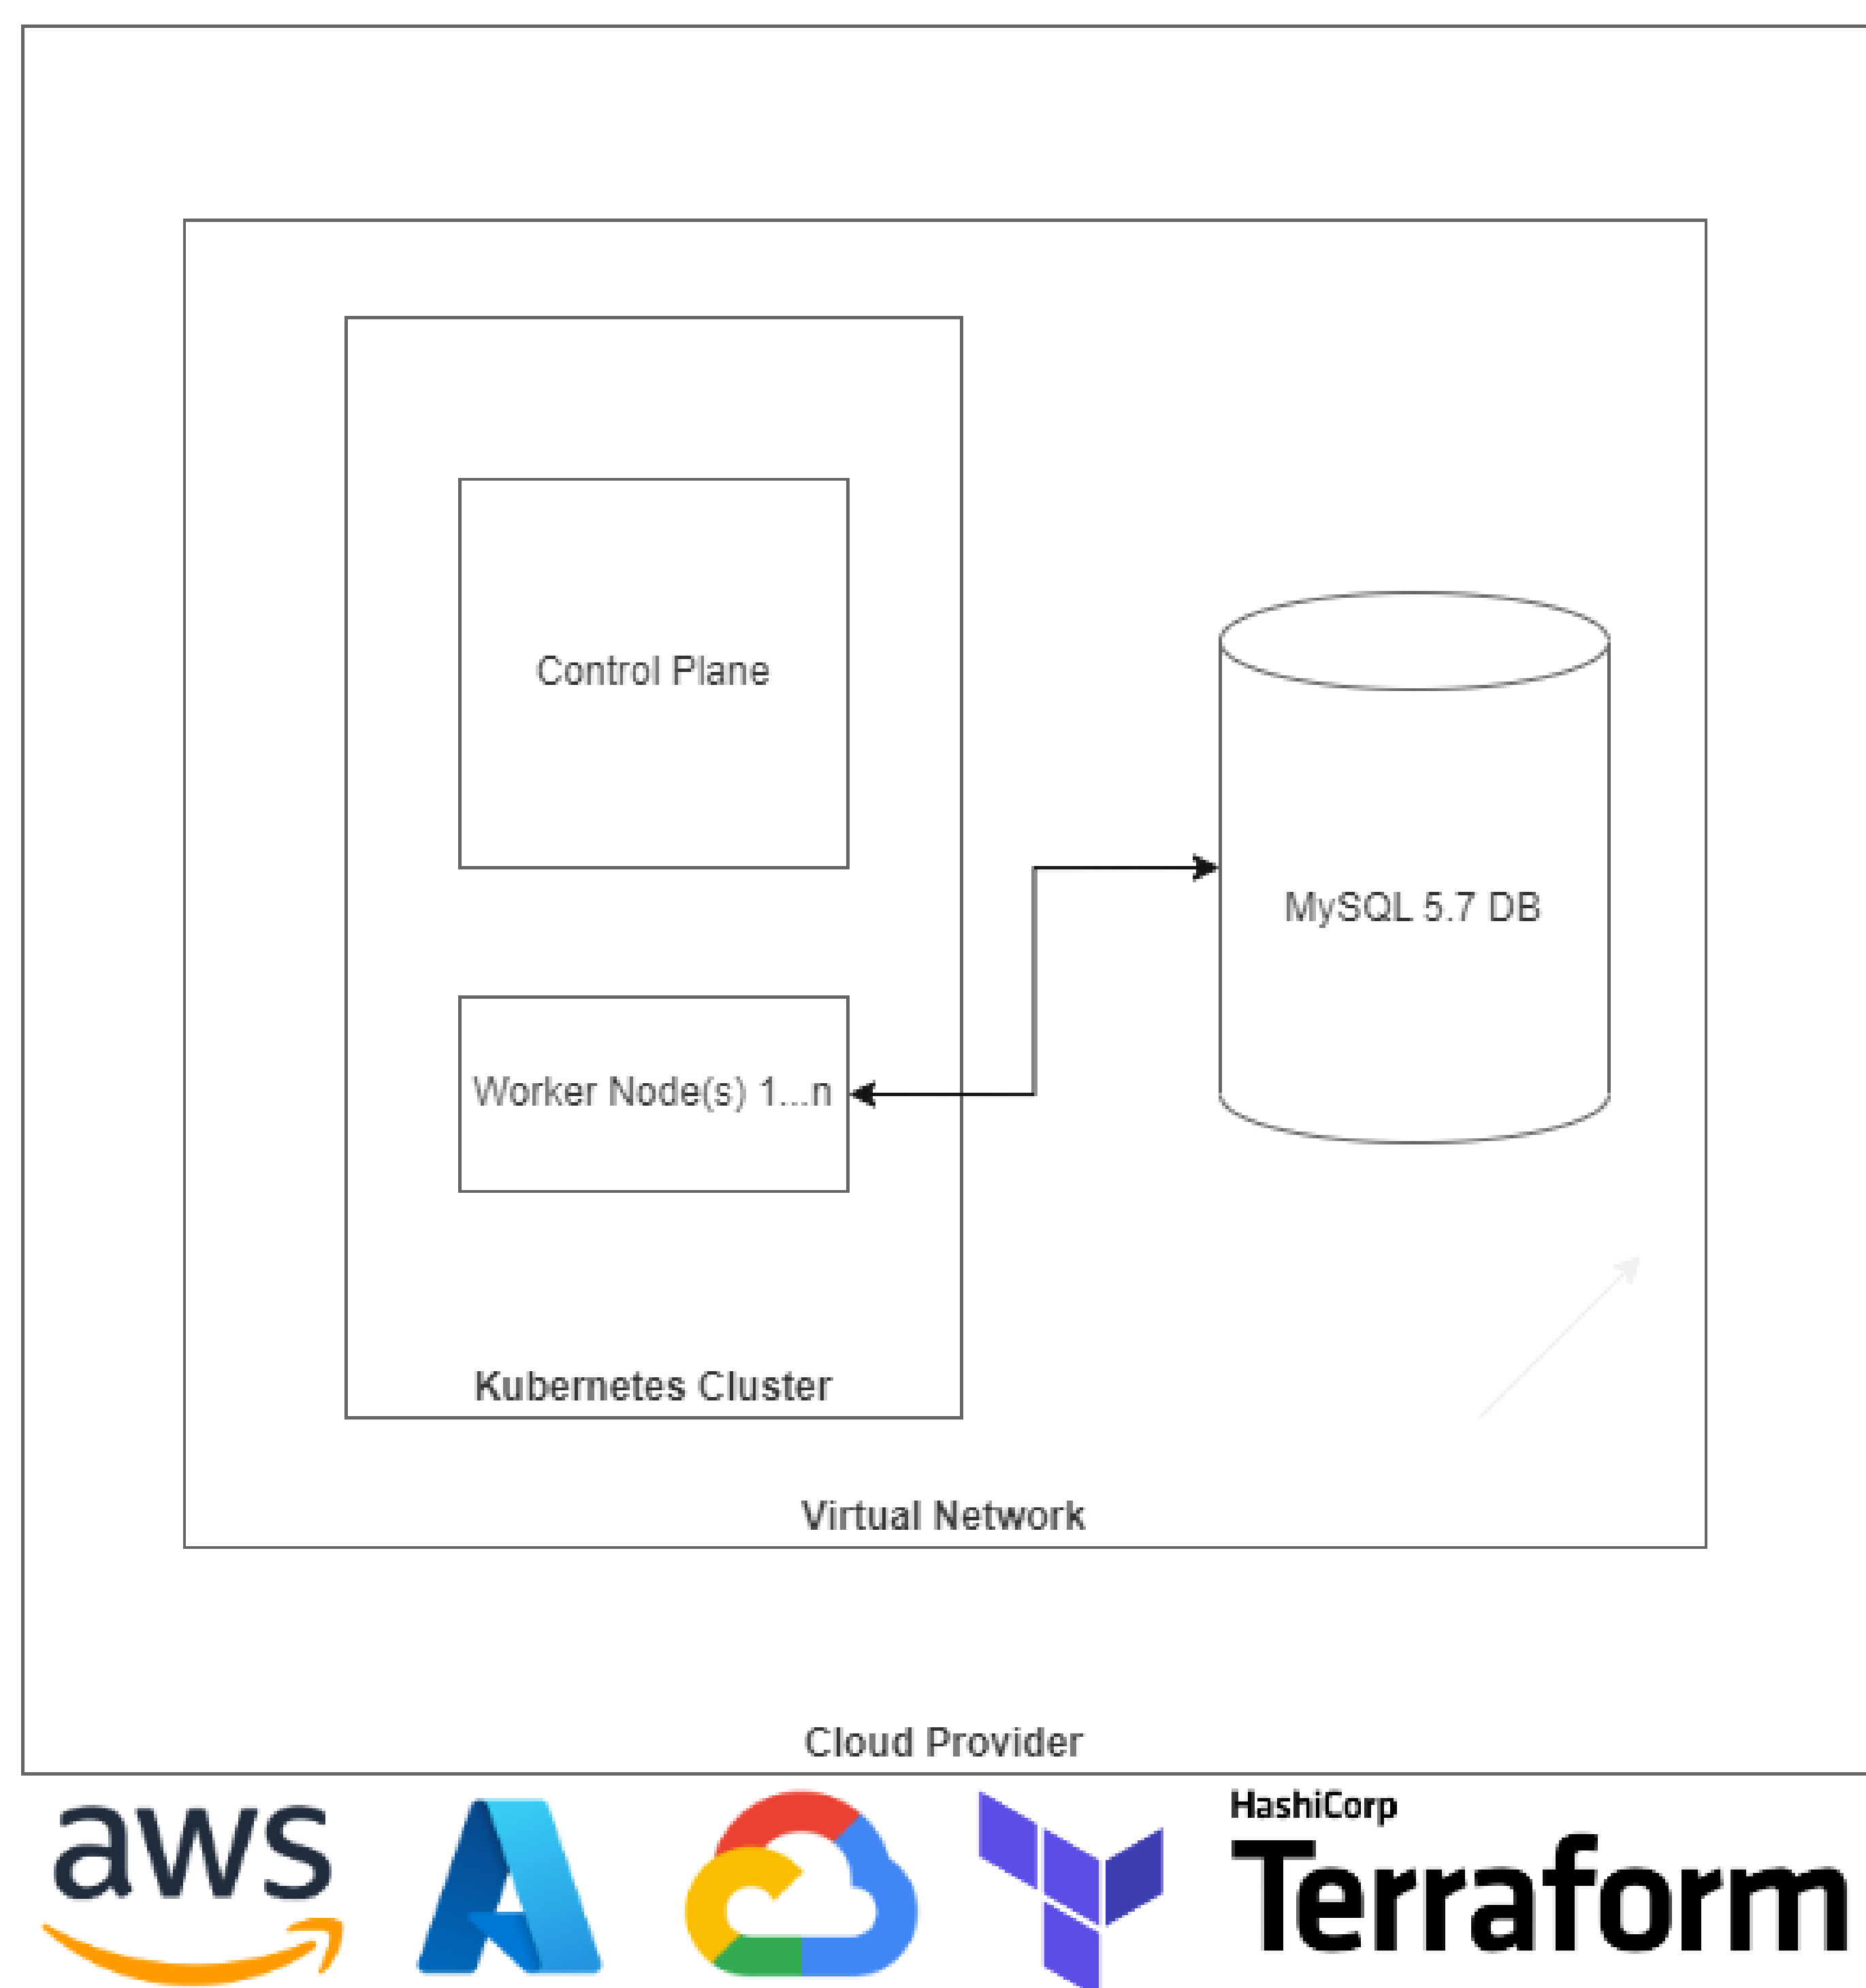 Control Plane
MySQL 5.7 DB
Worker Node(s) 1...n
Kubernetes Cluster
Virtual Network
Cloud Provider
aws
HashiCorp
Terraform